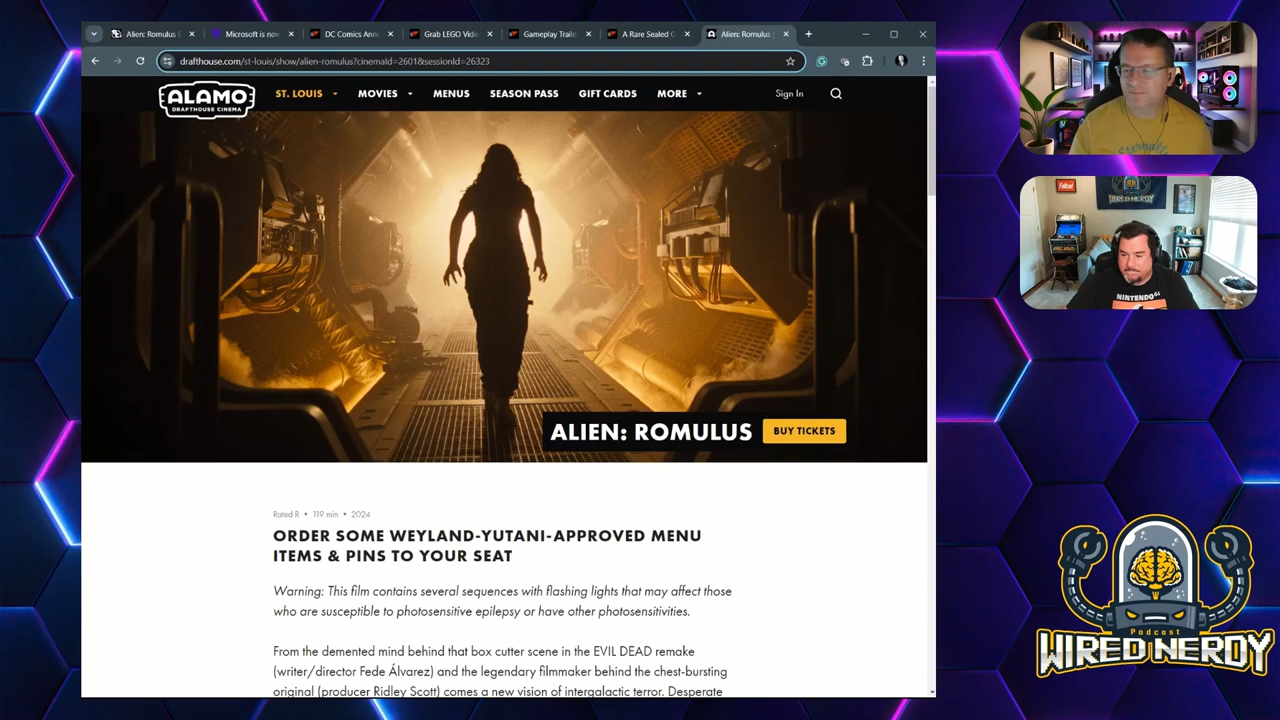 Alien: Romulus
Microsoft is now
DC Comics Ann
Grab LEGO Vide
Gameplay Traile
A Rare Sealed C
Alien: Romulus
drafthouse.com/st-louis/show/alien-romulus?cinemaId=2601&sessionId=26323
ALAMO
DRAFTHOUSE CINEMA
ST. LOUIS
MOVIES
MENUS
SEASON PASS
GIFT CARDS
MORE
Sign In
ALIEN: ROMULUS
BUY TICKETS
Rated R • 119 min • 2024
ORDER SOME WEYLAND-YUTANI-APPROVED MENU
ITEMS & PINS TO YOUR SEAT
Warning: This film contains several sequences with flashing lights that may affect those
who are susceptible to photosensitive epilepsy or have other photosensitivities.
From the demented mind behind that box cutter scene in the EVIL DEAD remake
(writer/director Fede Álvarez) and the legendary filmmaker behind the chest-bursting
original (producer Ridley Scott) comes a new vision of intergalactic terror. Desperate
Fallout
WIRED NERDY
NINTENDO 64
Podcast
WIRED NERDY